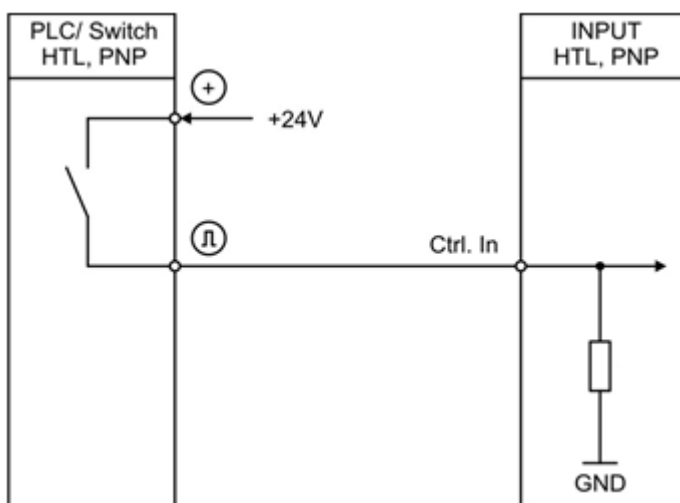 PLC/ Switch
HTL, PNP
INPUT
HTL, PNP
+
+24V
Ctrl. In
GND